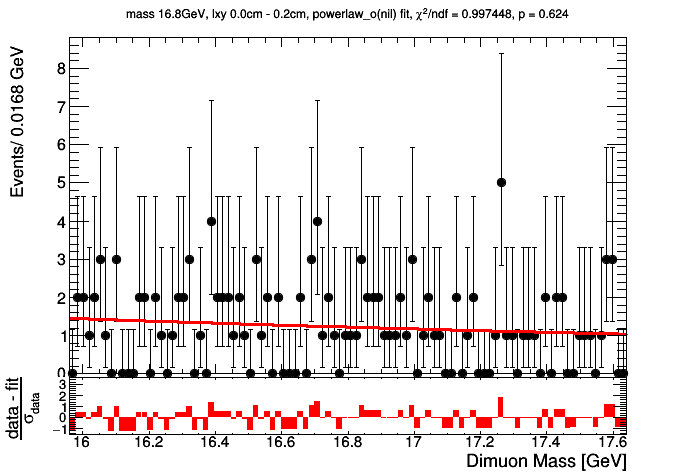 mass 16.8GeV, lxy 0.0cm - 0.2cm, powerlaw_o(nil) fit, χ²/ndf = 0.997448, p = 0.624
Events/ 0.0168 GeV
8
7
6
5
4
3
2
1
0
data - fit
σdata
3
2
1
0
−1
16 16.2 16.4 16.6 16.8 17 17.2 17.4 17.6
Dimuon Mass [GeV]